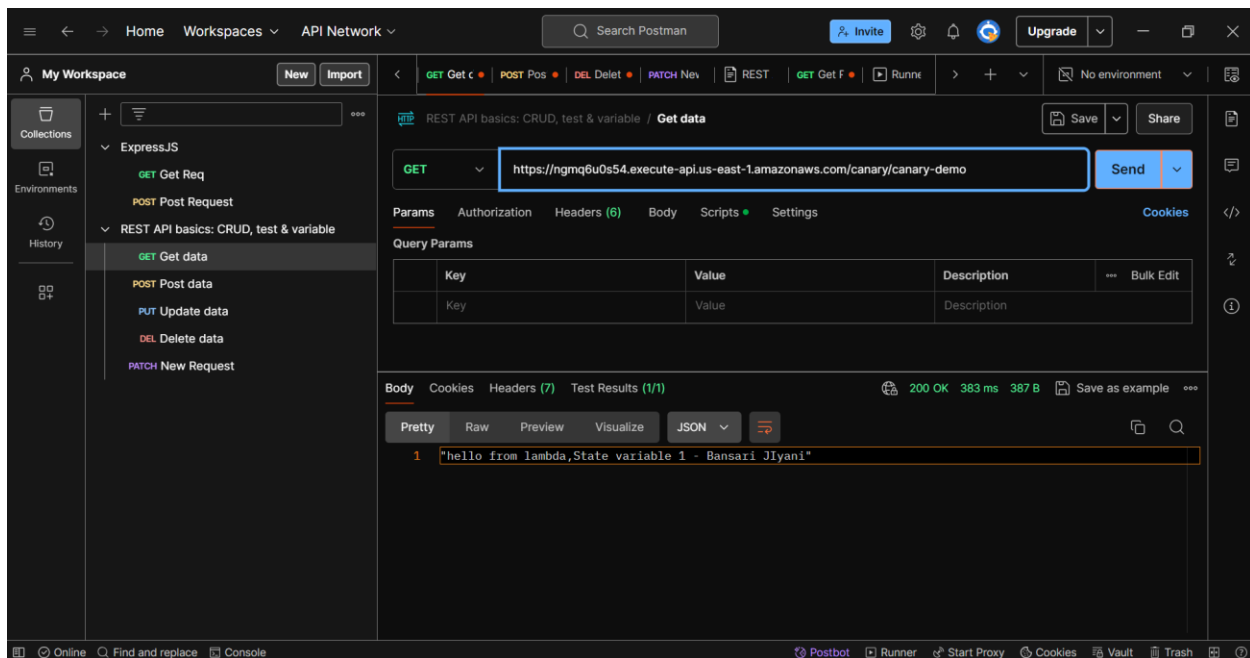 Home Workspaces API Network Search Postman Invite Upgrade
My Workspace New Import GET Get c POST Pos DEL Delet PATCH Nev REST GET Get F Runne No environment
Collections
Environments
History
ExpressJS
GET Get Req
POST Post Request
REST API basics: CRUD, test & variable
GET Get data
POST Post data
PUT Update data
DEL Delete data
PATCH New Request
HTTP REST API basics: CRUD, test & variable / Get data Save Share
GET https://ngmq6u0s54.execute-api.us-east-1.amazonaws.com/canary/canary-demo Send
Params Authorization Headers (6) Body Scripts Settings Cookies
Query Params
Key Value Description Bulk Edit
Key Value Description
Body Cookies Headers (7) Test Results (1/1) 200 OK 383 ms 387 B Save as example
Pretty Raw Preview Visualize JSON
1 "hello from lambda,State variable 1 - Bansari JIyani"
Online Find and replace Console Postbot Runner Start Proxy Cookies Vault Trash